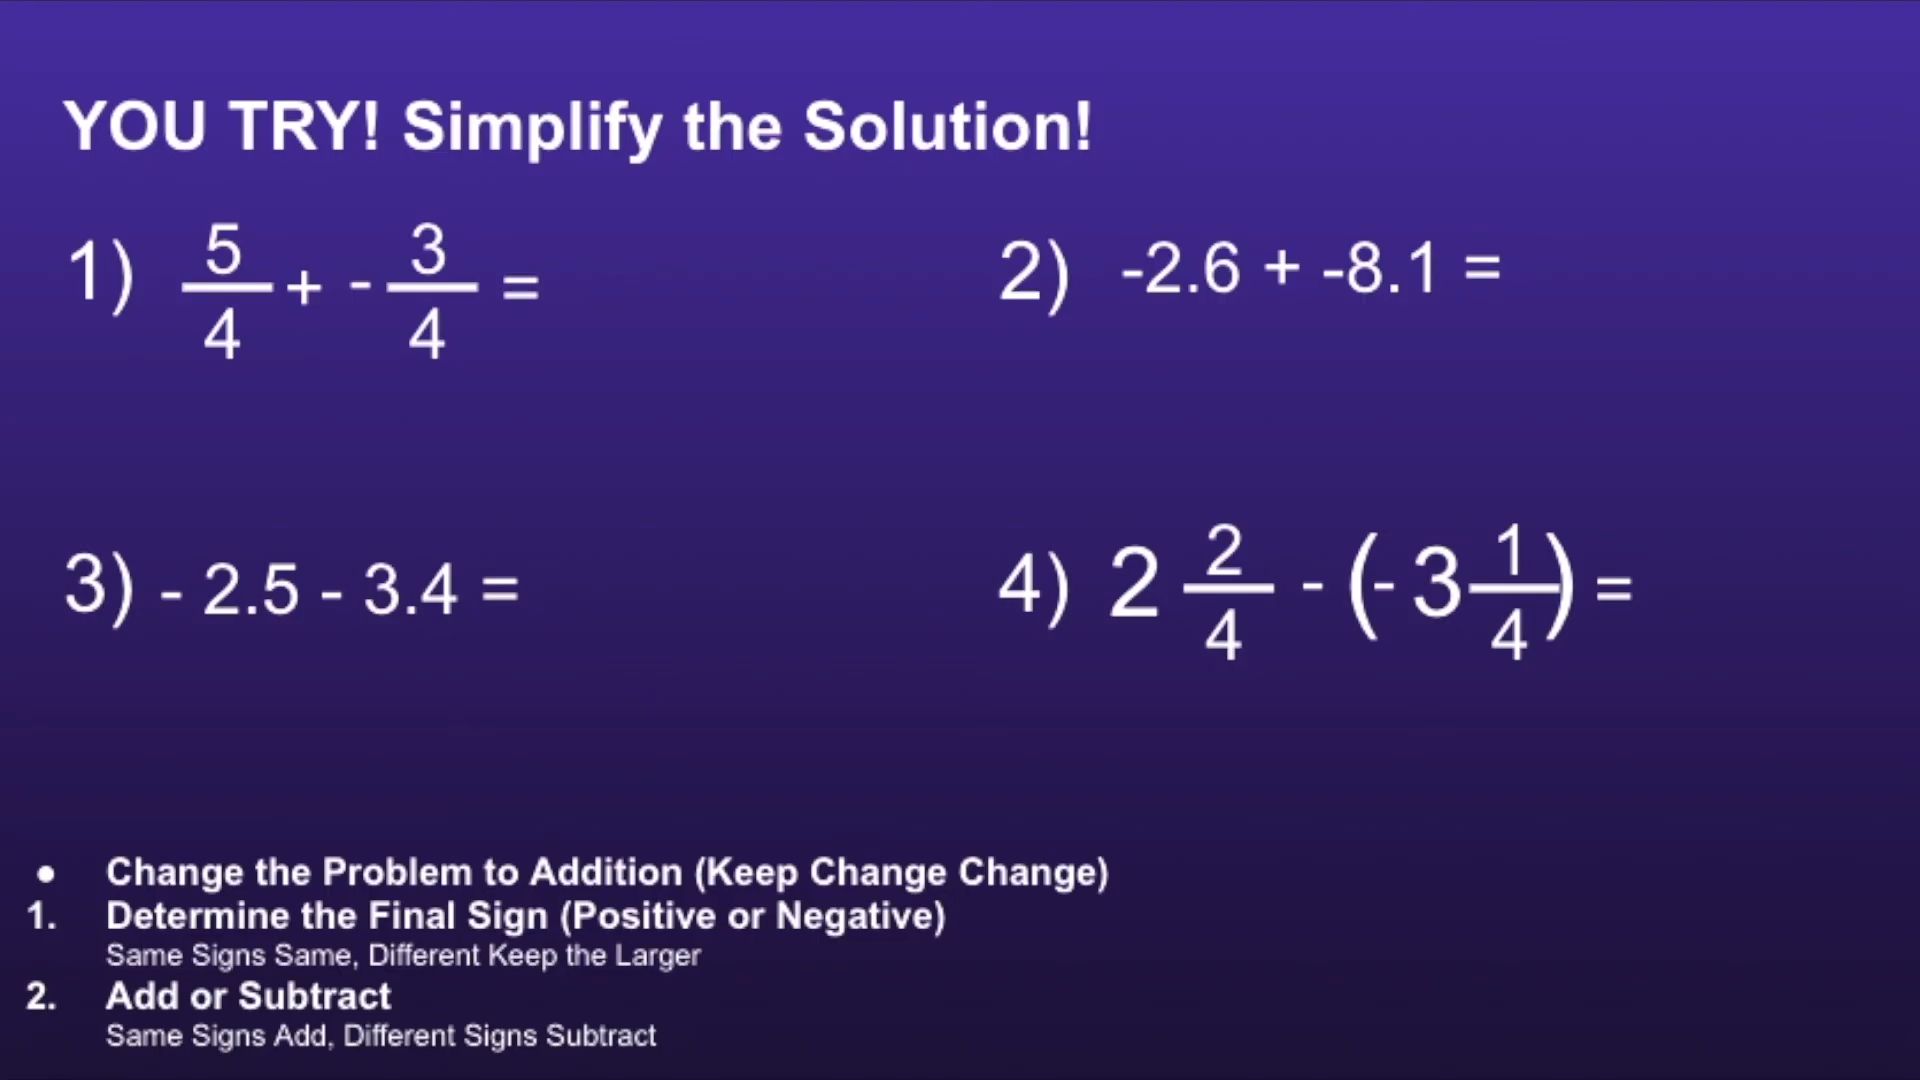 YOU TRY! Simplify the Solution!
1) 5/4 + - 3/4 =
2) -2.6 + -8.1 =
3) - 2.5 - 3.4 =
4) 2 2/4 - (- 3 1/4) =
• Change the Problem to Addition (Keep Change Change)
1. Determine the Final Sign (Positive or Negative)
Same Signs Same, Different Keep the Larger
2. Add or Subtract
Same Signs Add, Different Signs Subtract